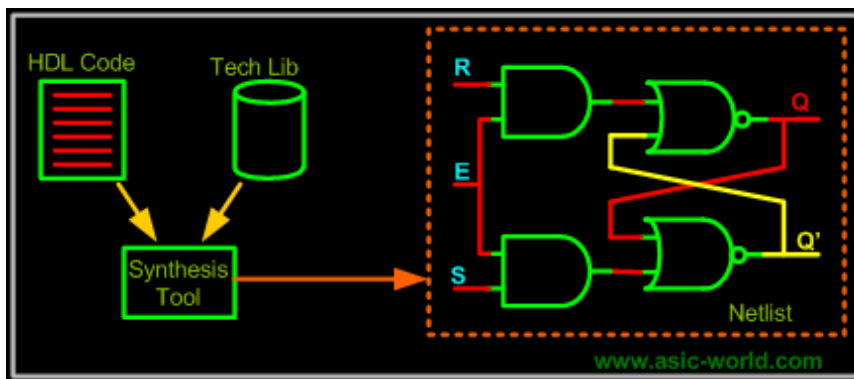 HDL Code
Tech Lib
Synthesis
Tool
R
E
S
Q
Q'
Netlist
www.asic-world.com